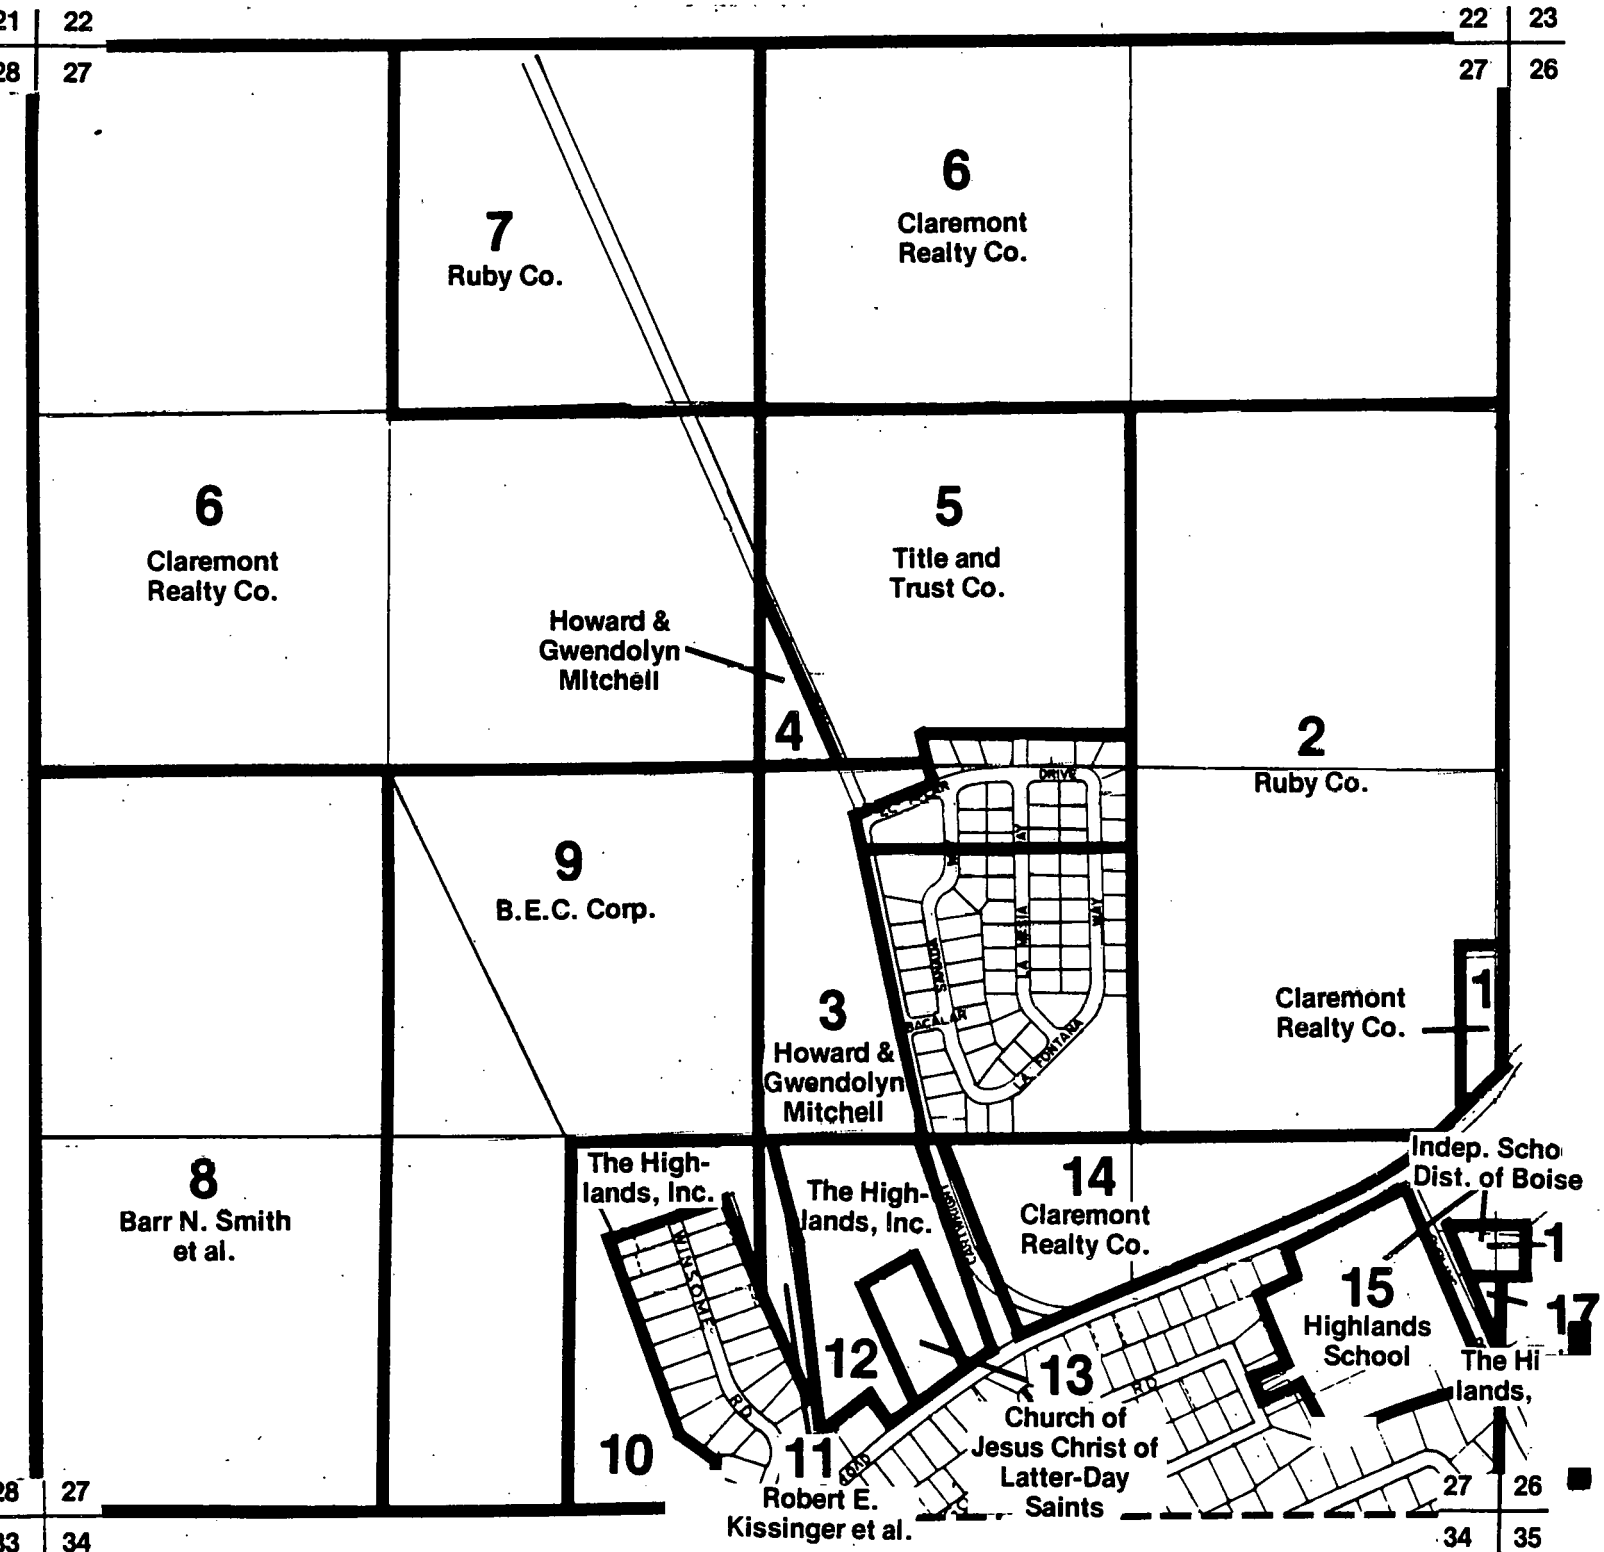 21 22
22 23
28 27
27 26
6
Claremont
Realty Co.
7
Ruby Co.
6
Claremont
Realty Co.
5
Title and
Trust Co.
Howard &
Gwendolyn
Mitchell
4
2
Ruby Co.
DRIVE
9
B.E.C. Corp.
WAY
LA MESA
SANADA
BACALAR
LA FONTANA
3
Howard &
Gwendolyn
Mitchell
Claremont
Realty Co.
1
Indep. Scho
Dist. of Boise
8
Barr N. Smith
et al.
The High-
lands, Inc.
The High-
lands, Inc.
14
Claremont
Realty Co.
CARTWRIGHT
WINSOME
RD
1
17
15
Highlands
School
The Hi
lands,
12
13
Church of
Jesus Christ of
Latter-Day
Saints
RD
10
11
Robert E.
Kissinger et al.
ROAD
28 27
27 26
33 34
34 35